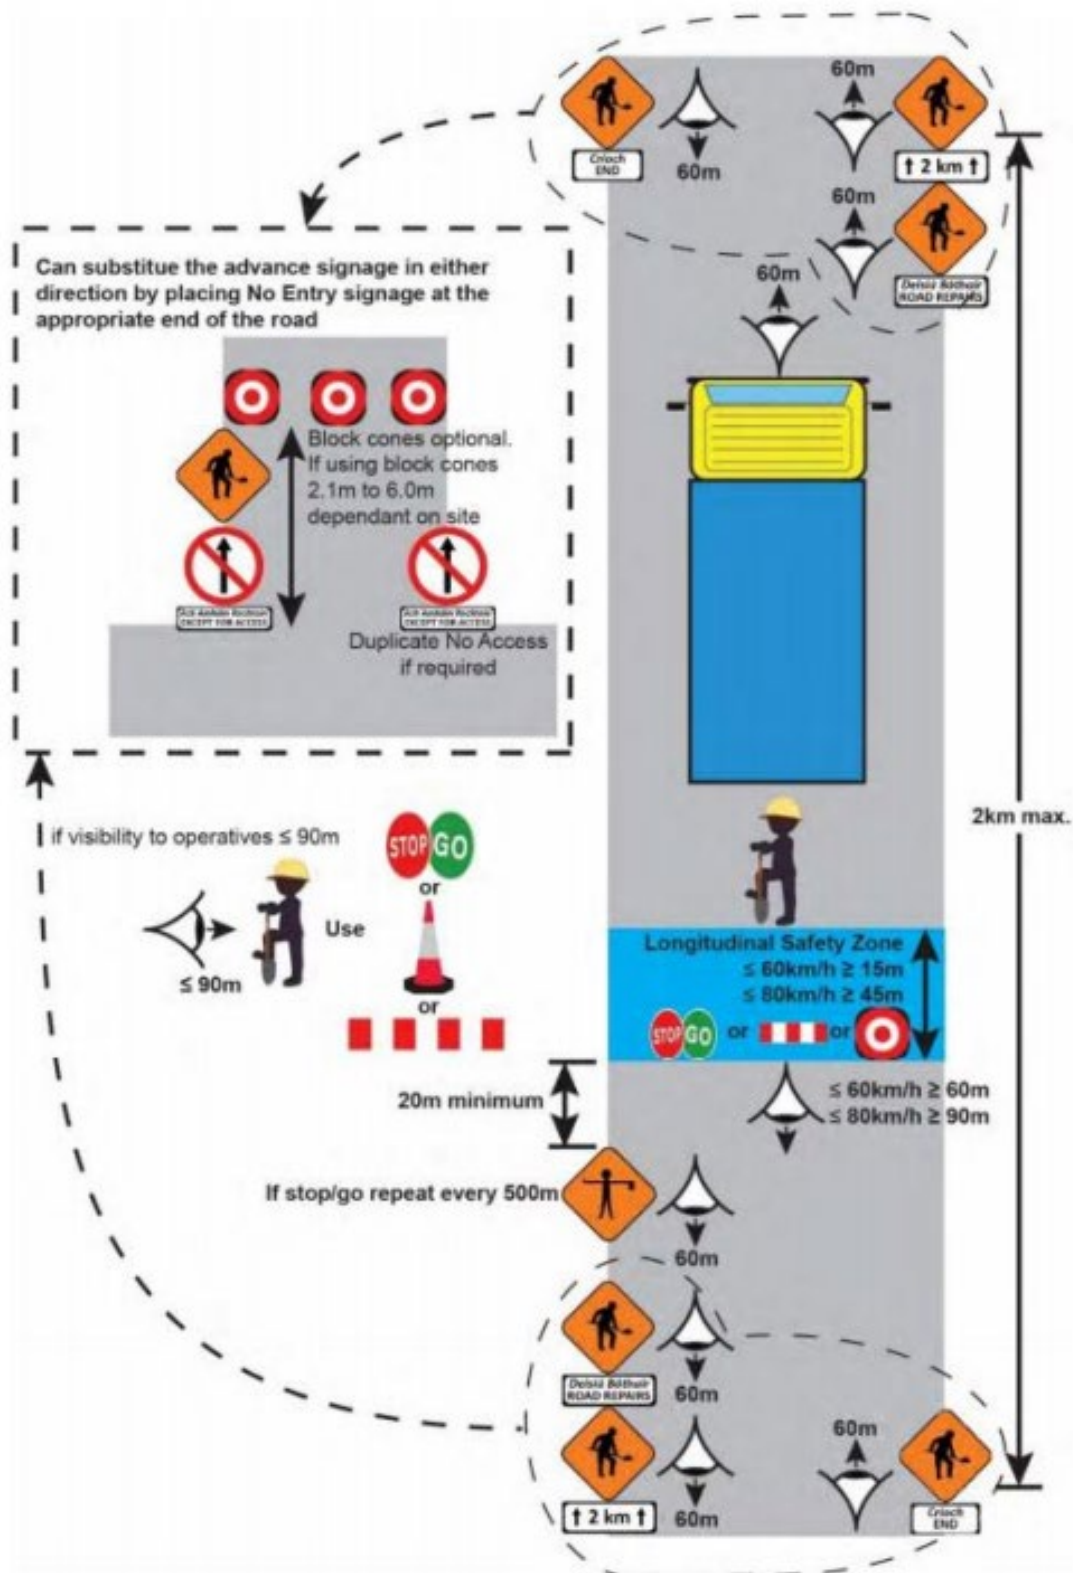 60m
60m
Críoch
END
60m
↑ 2 km ↑
60m
60m
Deisiú Bóthair
ROAD REPAIRS
Can substitue the advance signage in either
direction by placing No Entry signage at the
appropriate end of the road
Block cones optional.
If using block cones
2.1m to 6.0m
dependant on site
EXCEPT FOR ACCESS
EXCEPT FOR ACCESS
Duplicate No Access
if required
2km max.
if visibility to operatives ≤ 90m
STOP GO
or
Use
≤ 90m
or
Longitudinal Safety Zone
≤ 60km/h ≥ 15m
≤ 80km/h ≥ 45m
STOP GO or or
20m minimum
≤ 60km/h ≥ 60m
≤ 80km/h ≥ 90m
If stop/go repeat every 500m
60m
Deisiú Bóthair
ROAD REPAIRS
60m
↑ 2 km ↑
60m
60m
Críoch
END